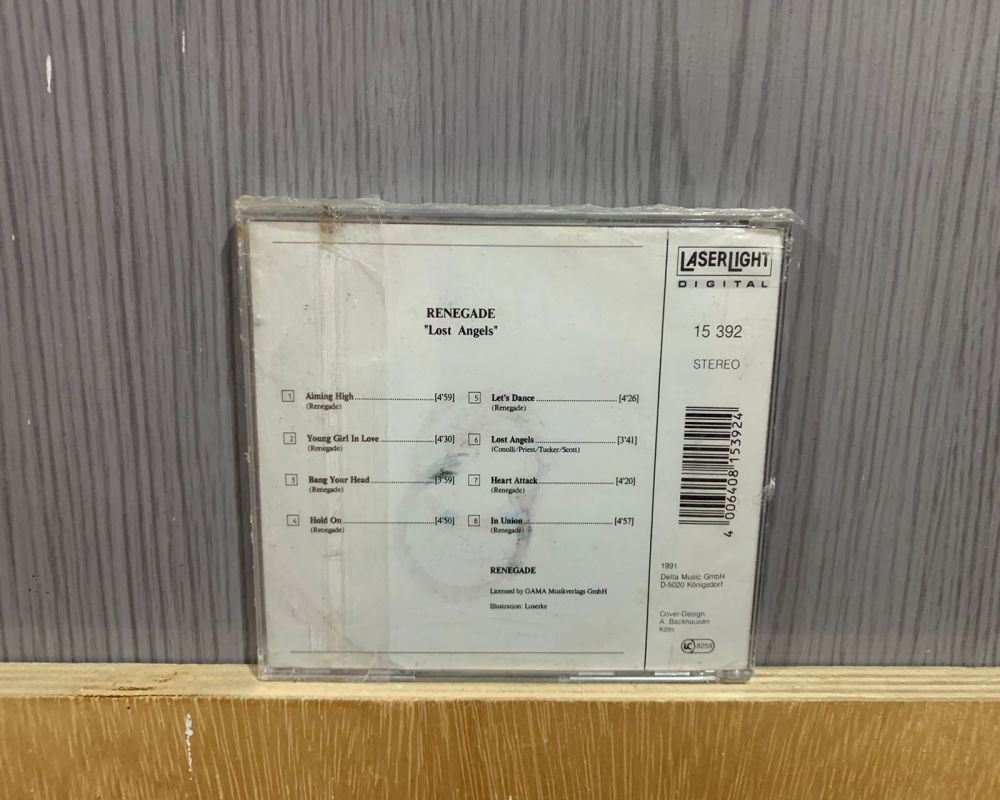 RENEGADE
"Lost Angels"
1 Aiming High [4'59]
(Renegade)
2 Young Girl In Love [4'30]
(Renegade)
3 Bang Your Head [3'59]
(Renegade)
4 Hold On [4'50]
(Renegade)
5 Let's Dance [4'26]
(Renegade)
6 Lost Angels [3'41]
(Conolli/Priest/Tucker/Scott)
7 Heart Attack [4'20]
(Renegade)
8 In Union [4'57]
(Renegade)
RENEGADE
Licensed by GAMA Musikverlags GmbH
Illustration: Luserke
LASERLIGHT
DIGITAL
15 392
STEREO
4 006408 153924
1991
Delta Music GmbH
D-5020 Königsdorf
Cover-Design:
A. Backhausen
Köln
LC 8259